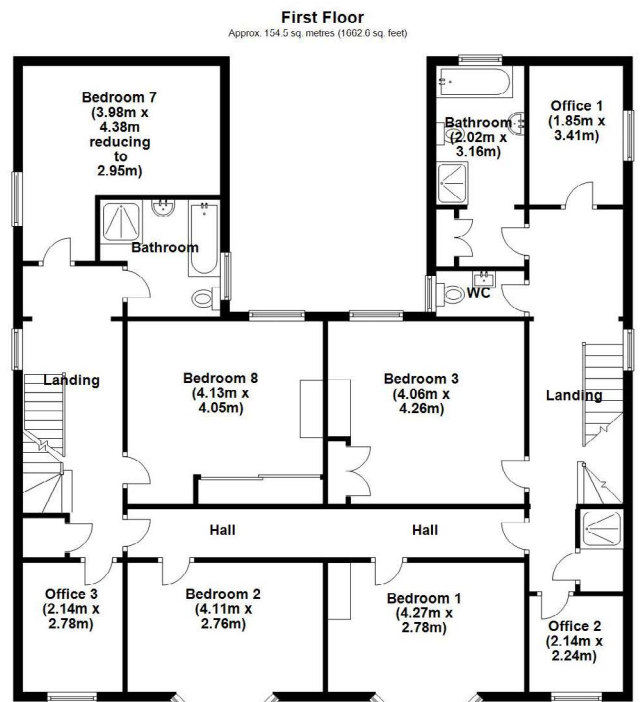 First Floor
Approx. 154.5 sq. metres (1662.6 sq. feet)
Bedroom 7
(3.98m x
4.38m
reducing
to
2.95m)
Bathroom
(2.02m x
3.16m)
Office 1
(1.85m x
3.41m)
Bathroom
WC
Landing
Bedroom 8
(4.13m x
4.05m)
Bedroom 3
(4.06m x
4.26m)
Landing
Hall
Hall
Office 3
(2.14m x
2.78m)
Bedroom 2
(4.11m x
2.76m)
Bedroom 1
(4.27m x
2.78m)
Office 2
(2.14m x
2.24m)